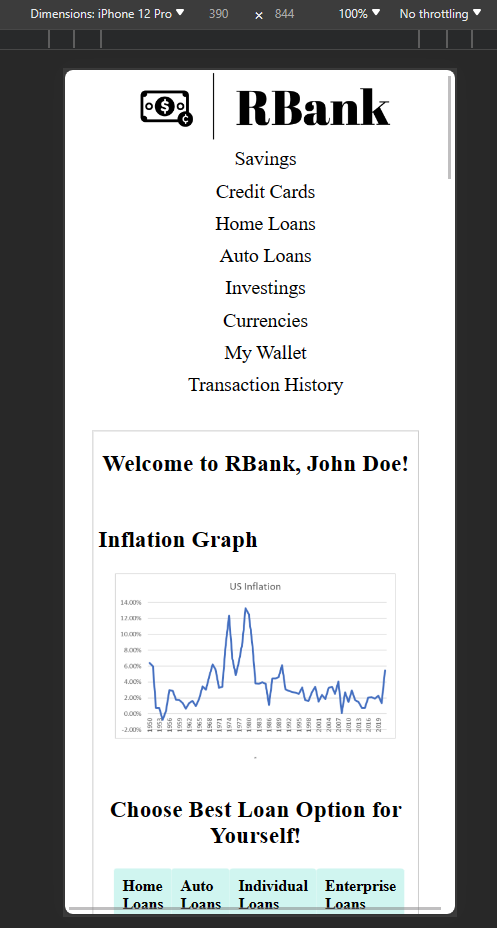 Dimensions: iPhone 12 Pro 390 × 844 100% No throttling
RBank
Savings
Credit Cards
Home Loans
Auto Loans
Investings
Currencies
My Wallet
Transaction History
Welcome to RBank, John Doe!
Inflation Graph
US Inflation
14.00%
12.00%
10.00%
8.00%
6.00%
4.00%
2.00%
0.00%
-2.00%
1950 1953 1956 1959 1962 1965 1968 1971 1974 1977 1980 1983 1986 1989 1992 1995 1998 2001 2004 2007 2010 2013 2016 2019
Choose Best Loan Option for
Yourself!
Home Auto Individual Enterprise
Loans Loans Loans Loans